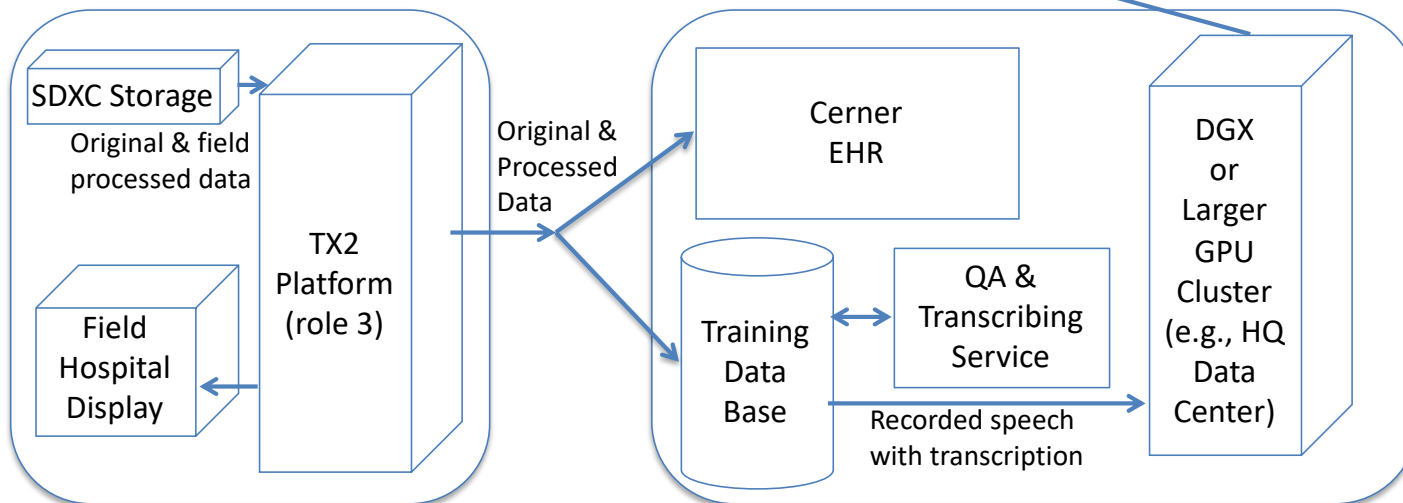 SDXC Storage
Original & field
processed data
TX2
Platform
(role 3)
Field
Hospital
Display
Original &
Processed
Data
Cerner
EHR
Training
Data
Base
QA &
Transcribing
Service
Recorded speech
with transcription
DGX
or
Larger
GPU
Cluster
(e.g., HQ
Data
Center)